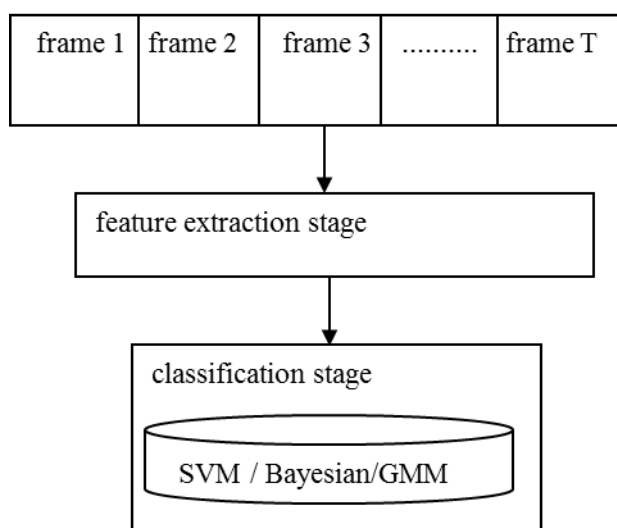 frame 1 frame 2 frame 3 .......... frame T
feature extraction stage
classification stage
SVM / Bayesian/GMM